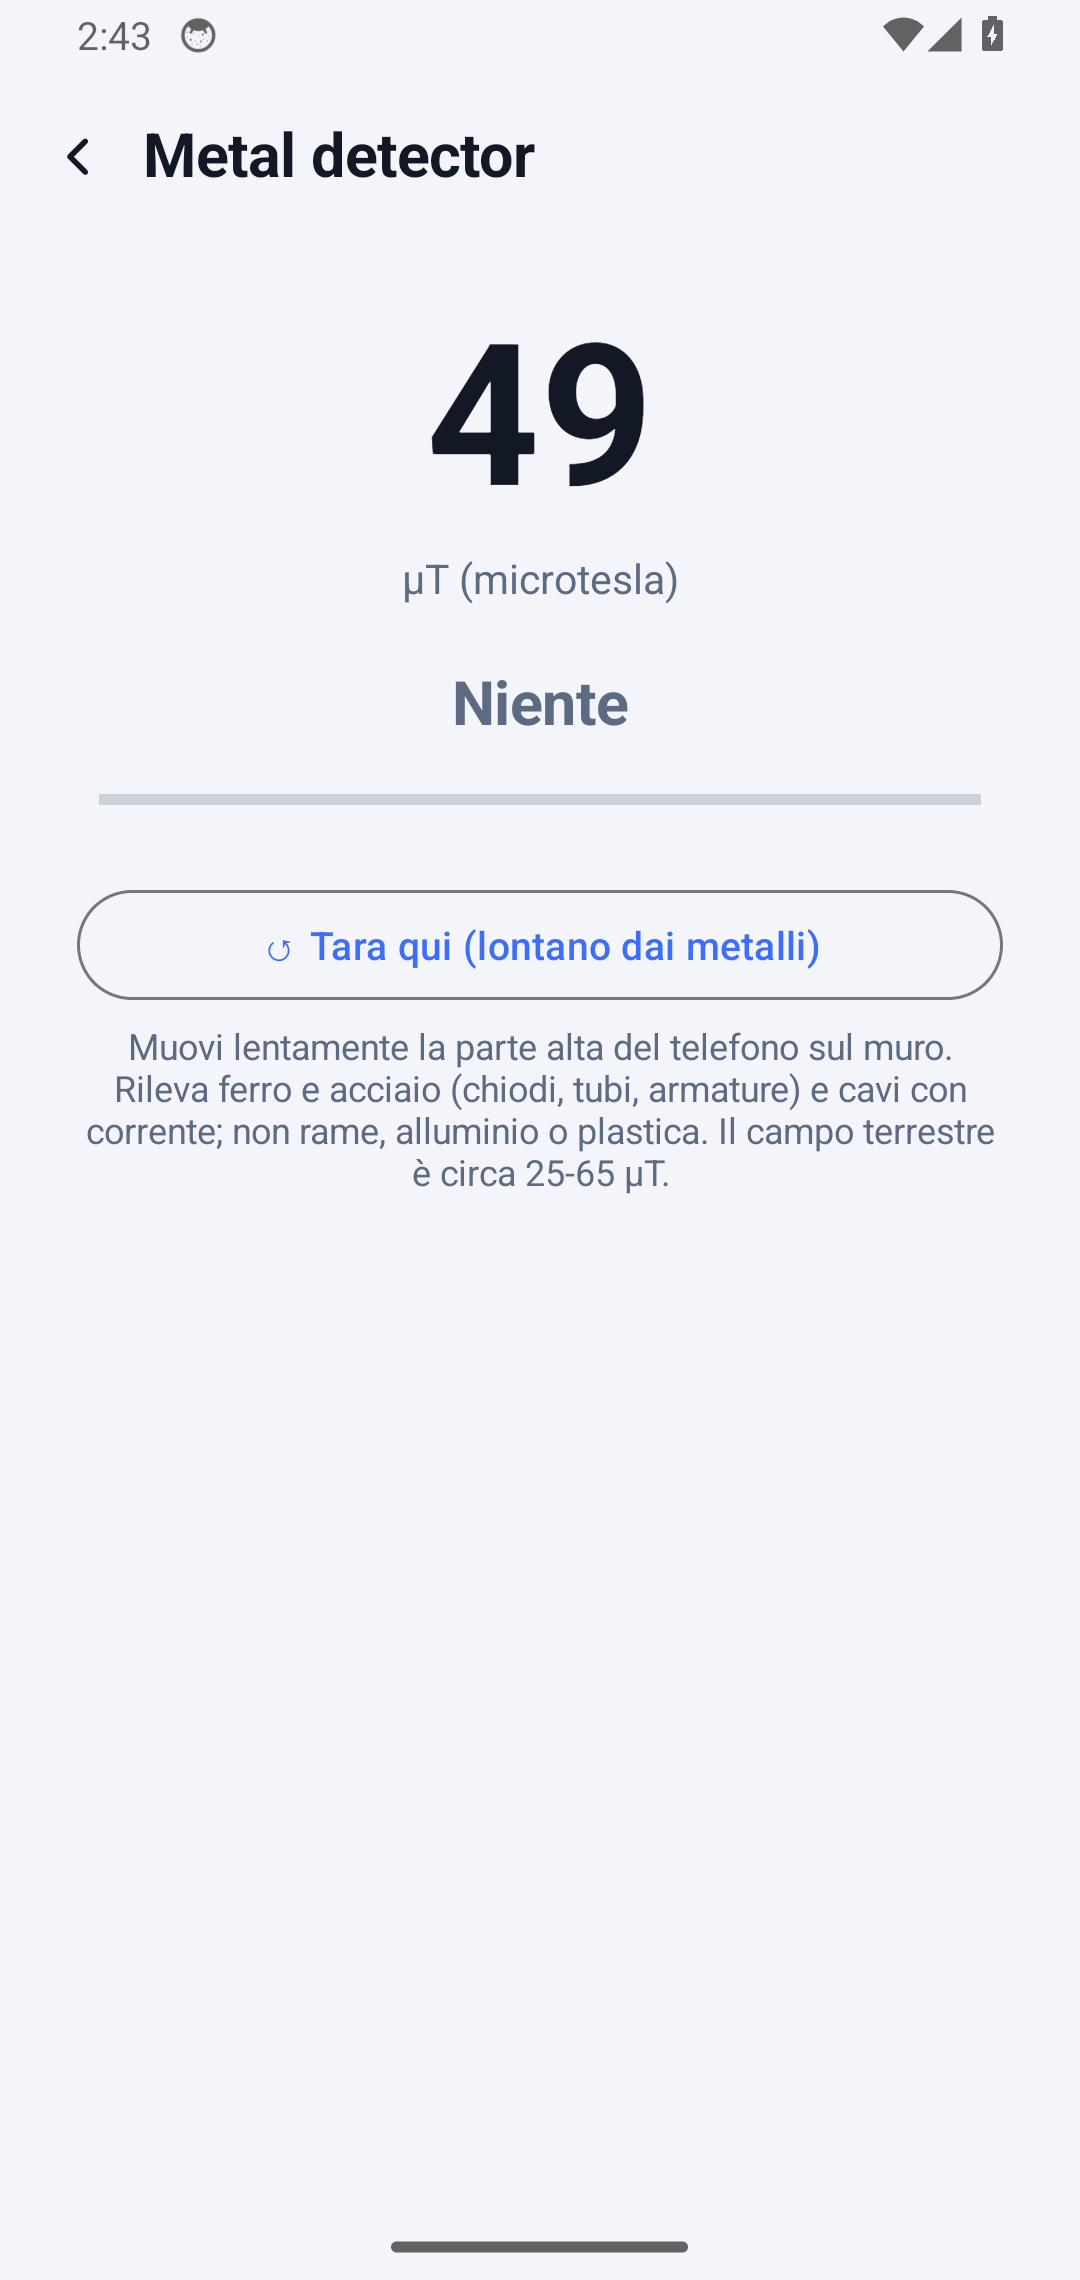 2:43
Metal detector
49
µT (microtesla)
Niente
Tara qui (lontano dai metalli)
Muovi lentamente la parte alta del telefono sul muro.
Rileva ferro e acciaio (chiodi, tubi, armature) e cavi con
corrente; non rame, alluminio o plastica. Il campo terrestre
è circa 25-65 µT.